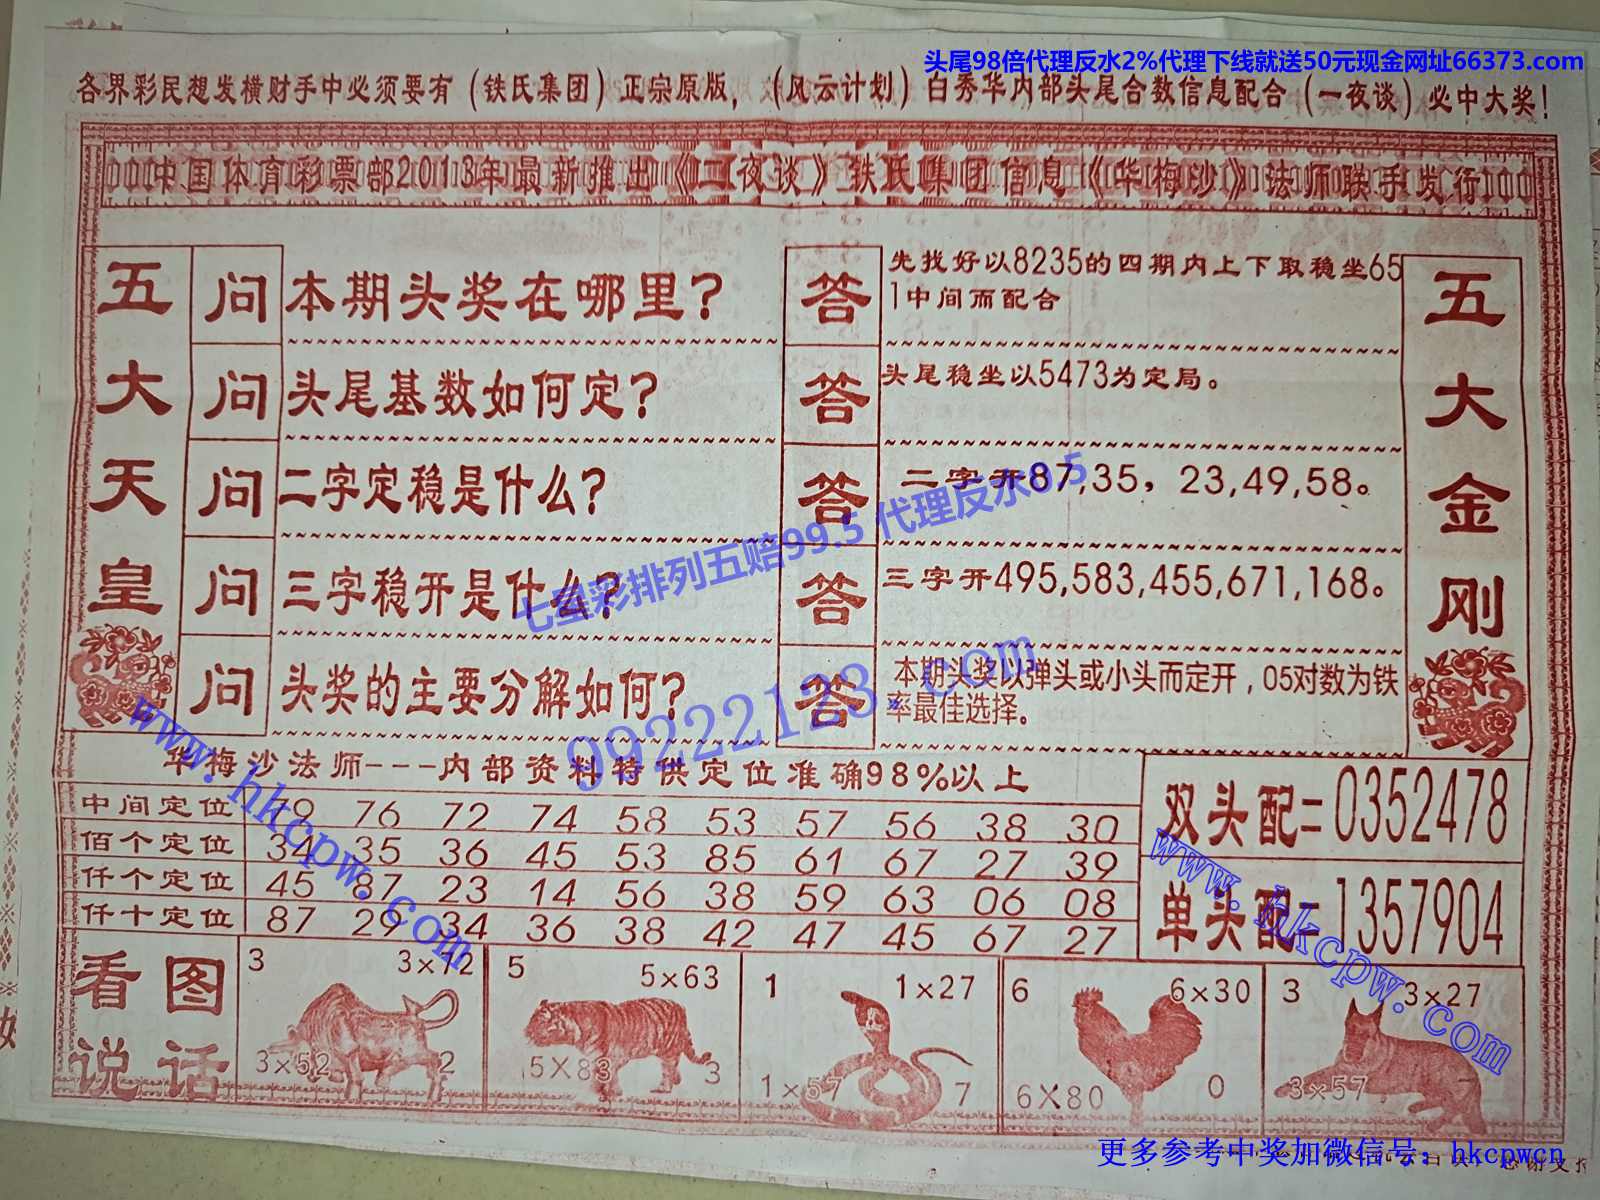 头尾98倍代理反水2%代理下线就送50元现金网址66373.com
各界彩民想发横财手中必须要有(铁氏集团)正宗原版,(风云计划)白秀华内部头尾合数信息配合(一夜谈)必中大奖!
中国体育彩票部2013年最新推出《二夜谈》铁氏集团信息《华梅沙》法师联手发行
五大天皇
问 本期头奖在哪里?
答 先找好以8235的四期内上下取稳坐65
1中间而配合
问 头尾基数如何定?
答 头尾稳坐以5473为定局。
问 二字定稳是什么?
答 二字开87,35,23,49,58。
问 三字稳开是什么?
答 三字开495,583,455,671,168。
问 头奖的主要分解如何?
答 本期头奖以弹头或小头而定开,05对数为铁
率最佳选择。
五大金刚
七星彩排列五赔99.5 代理反水8.5
99222123 com
www.hkcpw.com
华梅沙法师---内部资料特供定位准确98%以上
中间定位 79 76 72 74 58 53 57 56 38 30
佰个定位 34 35 36 45 53 85 61 67 27 39
仟个定位 45 87 23 14 56 38 59 63 06 08
仟十定位 87 29 34 36 38 42 47 45 67 27
双头配=0352478
单头配=1357904
www.hkcpw.com
看图
说话
3 3×72
3×52 2
5 5×63
5×83 3
1 1×27
1×57 7
6 6×30
6×80 0
3 3×27
3×57
更多参考中奖加微信号: hkcpwcn